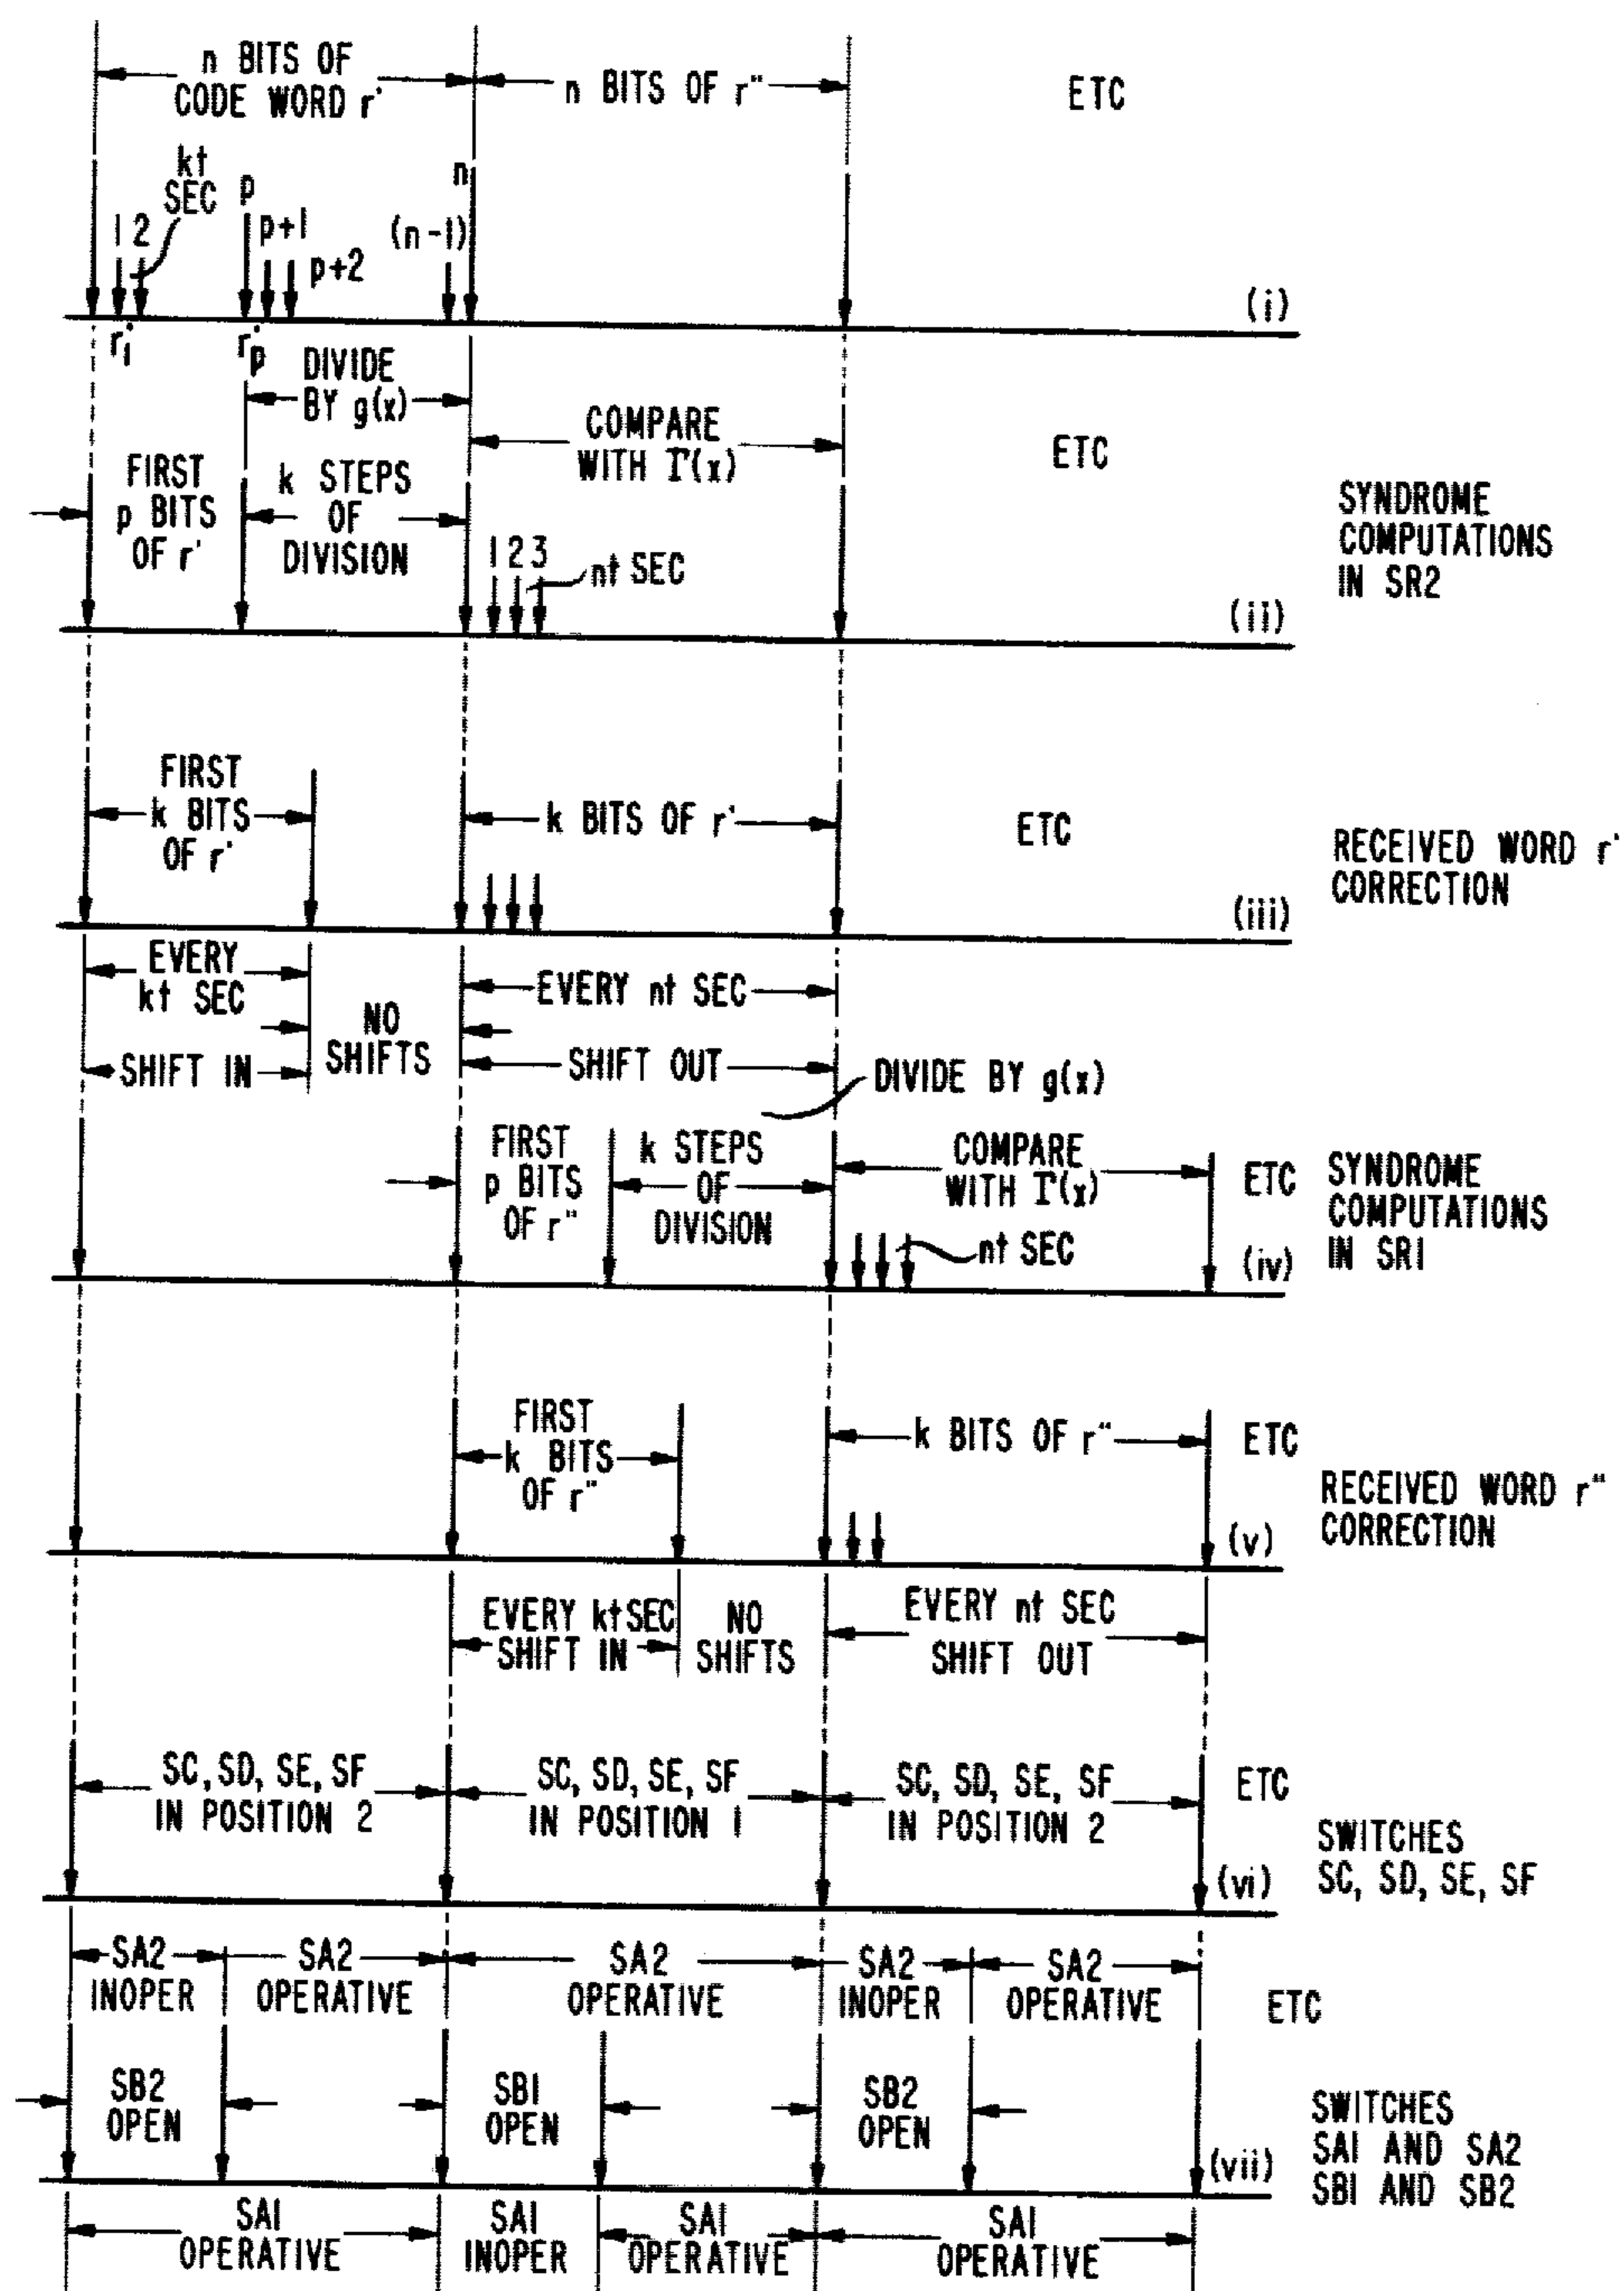 n BITS OF
CODE WORD r'
n BITS OF r"
ETC
kt
SEC
1 2
p
p+1
p+2
(n-1)
n
(i)
r'1
r'p
DIVIDE
BY g(x)
COMPARE
WITH Γ(x)
ETC
FIRST
p BITS
OF r'
k STEPS
OF
DIVISION
1 2 3
nt SEC
(ii)
SYNDROME
COMPUTATIONS
IN SR2
FIRST
k BITS
OF r'
k BITS OF r'
ETC
(iii)
RECEIVED WORD r'
CORRECTION
EVERY
kt SEC
SHIFT IN
NO
SHIFTS
EVERY nt SEC
SHIFT OUT
DIVIDE BY g(x)
FIRST
p BITS
OF r"
k STEPS
OF
DIVISION
COMPARE
WITH Γ(x)
nt SEC
ETC
(iv)
SYNDROME
COMPUTATIONS
IN SR1
FIRST
k BITS
OF r"
k BITS OF r"
ETC
(v)
RECEIVED WORD r"
CORRECTION
EVERY kt SEC
SHIFT IN
NO
SHIFTS
EVERY nt SEC
SHIFT OUT
SC, SD, SE, SF
IN POSITION 2
SC, SD, SE, SF
IN POSITION 1
SC, SD, SE, SF
IN POSITION 2
ETC
(vi)
SWITCHES
SC, SD, SE, SF
SA2
INOPER
SA2
OPERATIVE
SA2
OPERATIVE
SA2
INOPER
SA2
OPERATIVE
ETC
SB2
OPEN
SB1
OPEN
SB2
OPEN
(vii)
SWITCHES
SA1 AND SA2
SB1 AND SB2
SA1
OPERATIVE
SA1
INOPER
SA1
OPERATIVE
SA1
OPERATIVE